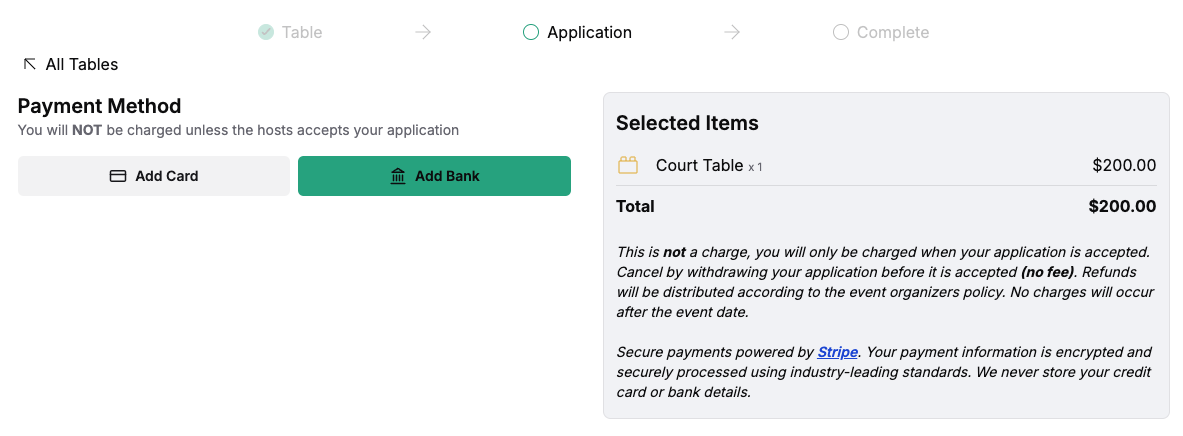 Table
Application
Complete
All Tables
Payment Method
You will NOT be charged unless the hosts accepts your application
Add Card
Add Bank
Selected Items
Court Table x 1 $200.00
Total $200.00
This is not a charge, you will only be charged when your application is accepted.
Cancel by withdrawing your application before it is accepted (no fee). Refunds
will be distributed according to the event organizers policy. No charges will occur
after the event date.
Secure payments powered by Stripe. Your payment information is encrypted and
securely processed using industry-leading standards. We never store your credit
card or bank details.